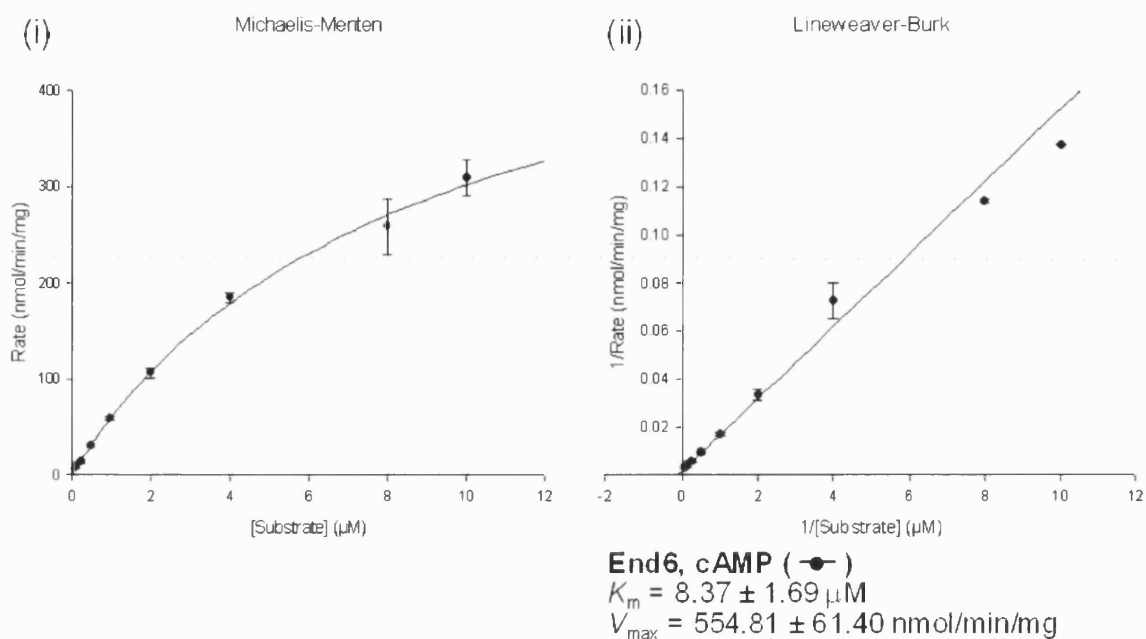 (i)
Michaelis-Menten
400
300
200
100
0
Rate (nmol/min/mg)
0 2 4 6 8 10 12
[Substrate] (µM)
(ii)
Lineweaver-Burk
0.16
0.14
0.12
0.10
0.08
0.06
0.04
0.02
1/Rate (nmol/min/mg)
-2 0 2 4 6 8 10 12
1/[Substrate] (µM)
End6, cAMP ( )
Km = 8.37 ± 1.69 µM
Vmax = 554.81 ± 61.40 nmol/min/mg